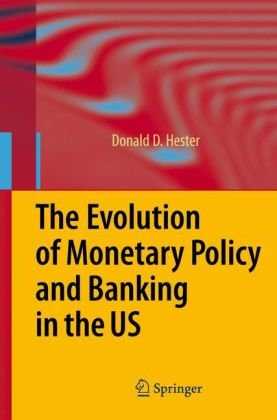 Donald D. Hester
The Evolution
of Monetary Policy
and Banking
in the US
Springer